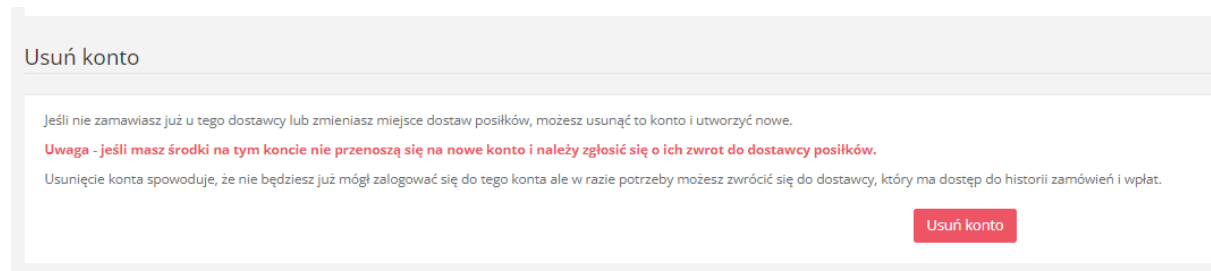 Usuń konto
Jeśli nie zamawiasz już u tego dostawcy lub zmieniasz miejsce dostaw posiłków, możesz usunąć to konto i utworzyć nowe.
Uwaga - jeśli masz środki na tym koncie nie przenoszą się na nowe konto i należy zgłosić się o ich zwrot do dostawcy posiłków.
Usunięcie konta spowoduje, że nie będziesz już mógł zalogować się do tego konta ale w razie potrzeby możesz zwrócić się do dostawcy, który ma dostęp do historii zamówień i wpłat.
Usuń konto